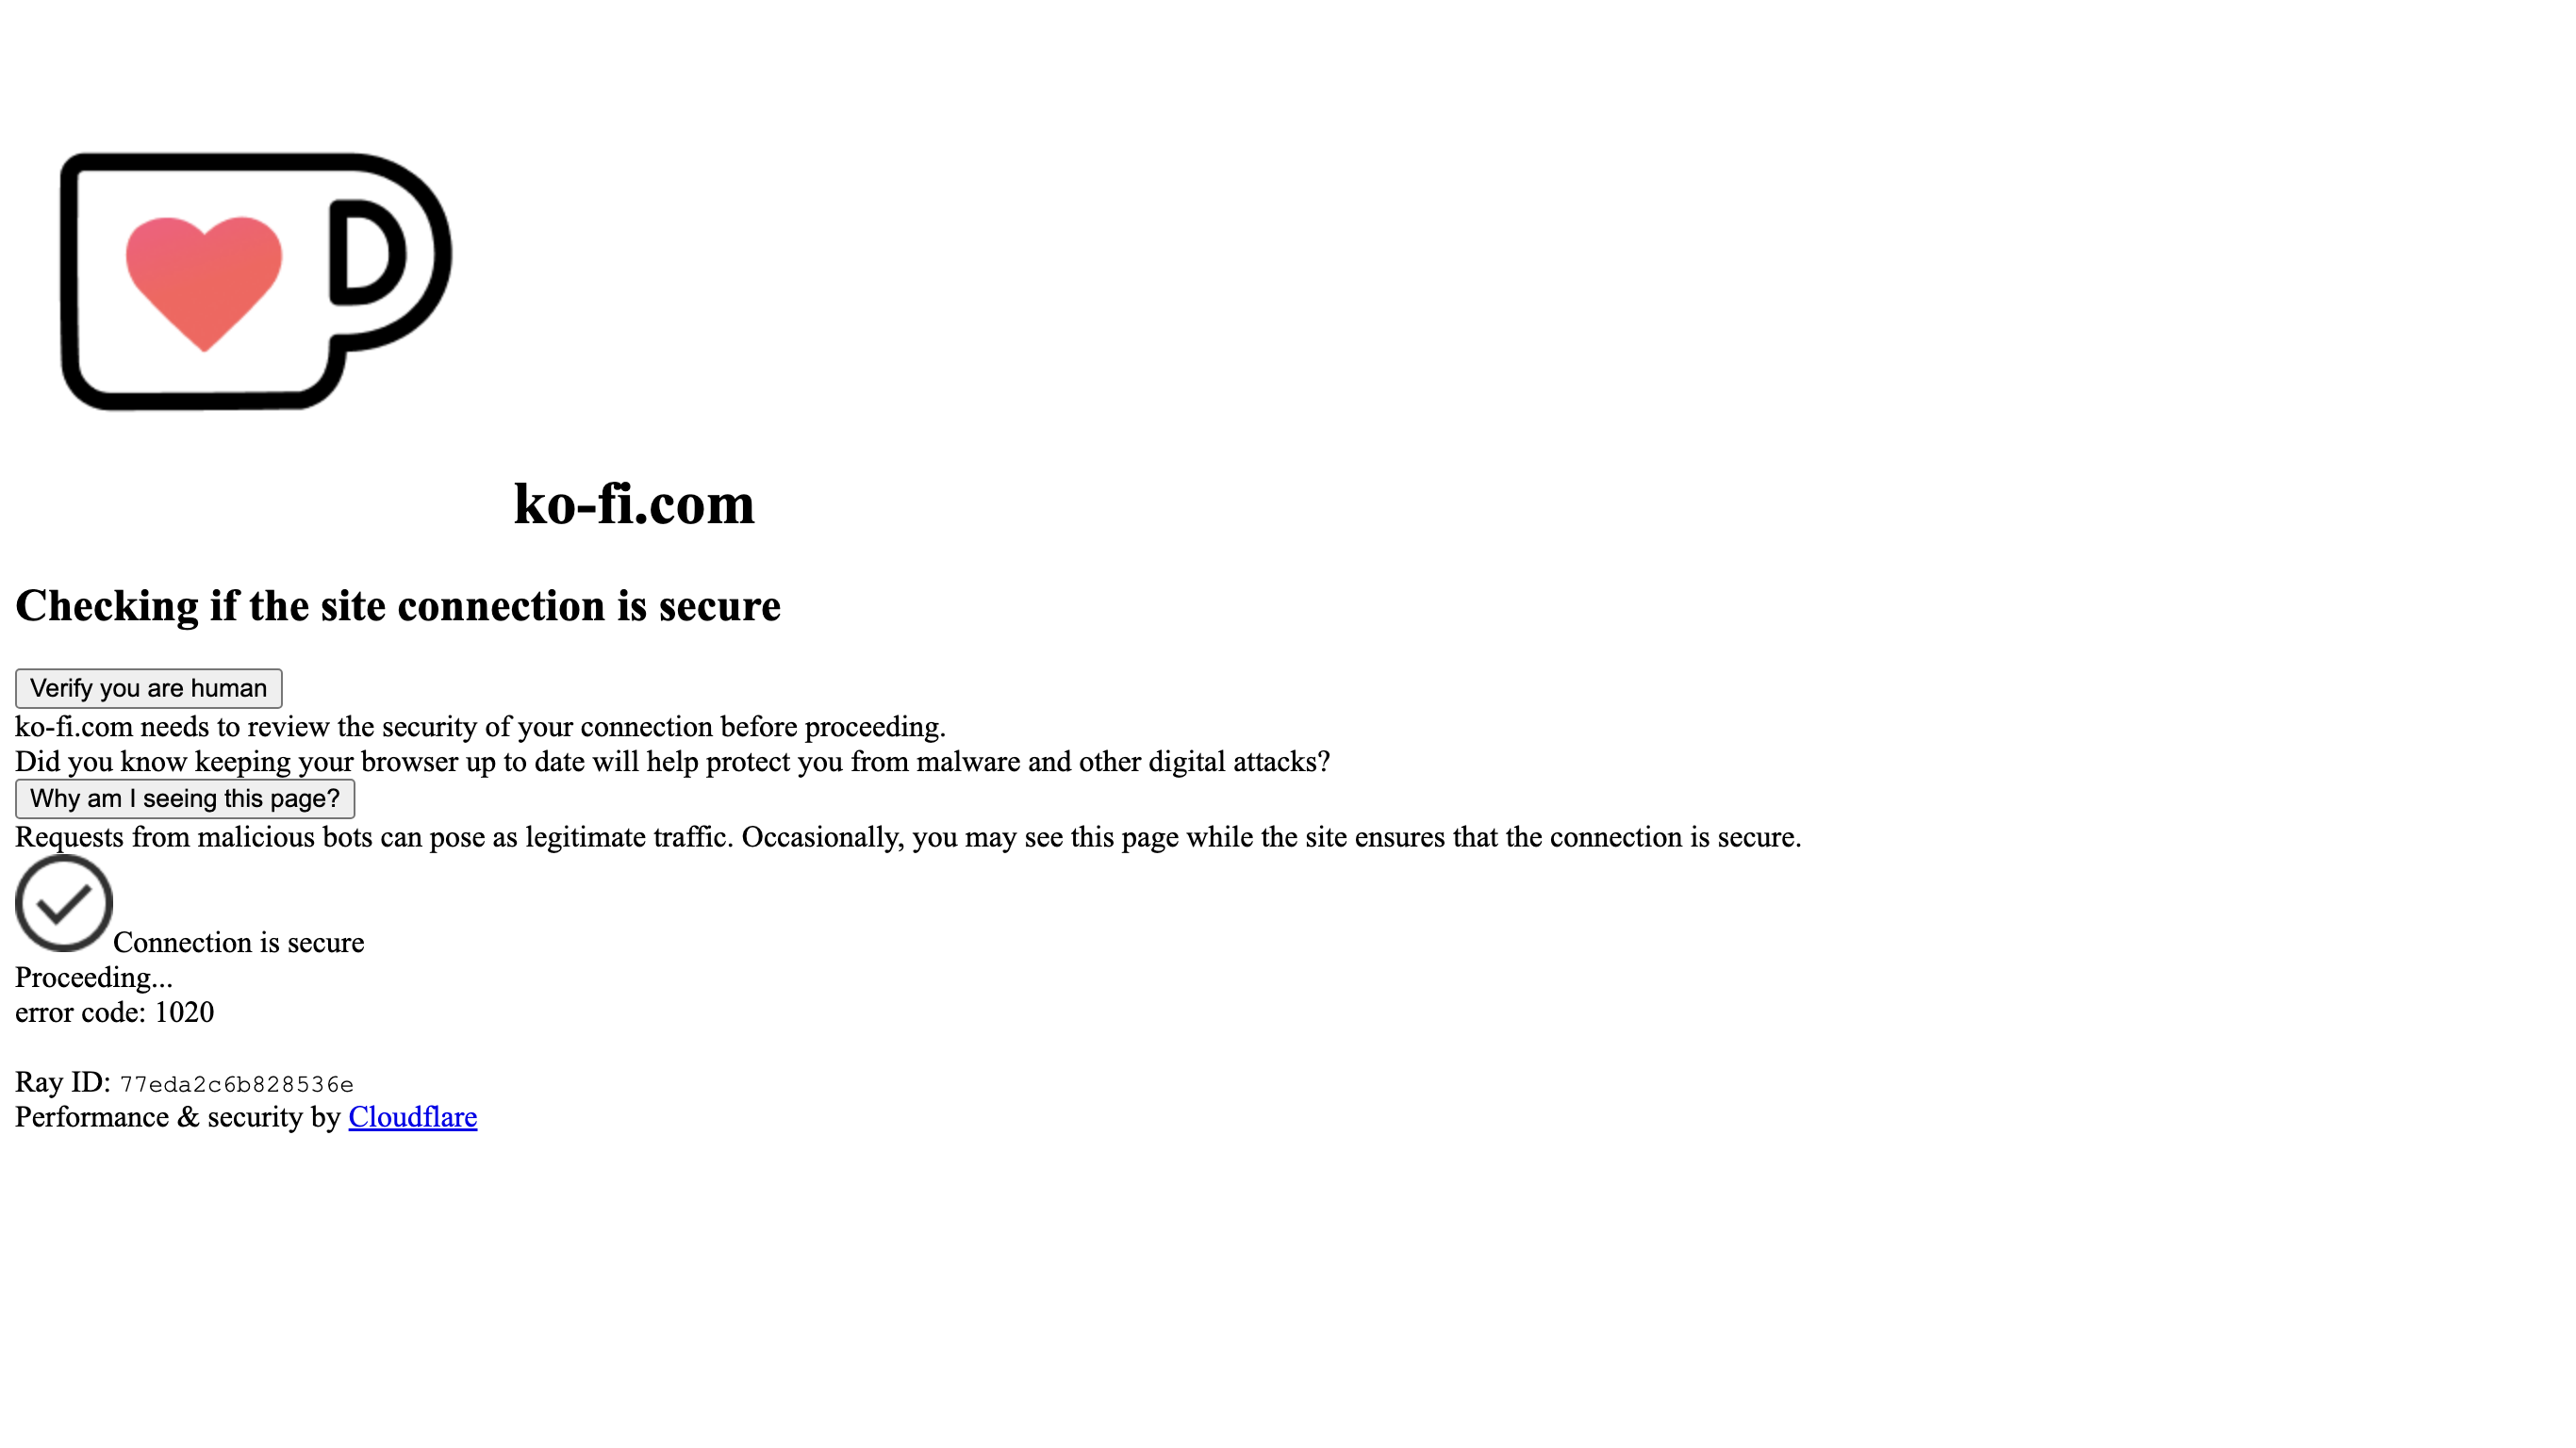 ko-fi.com
Checking if the site connection is secure
Verify you are human
ko-fi.com needs to review the security of your connection before proceeding.
Did you know keeping your browser up to date will help protect you from malware and other digital attacks?
Why am I seeing this page?
Requests from malicious bots can pose as legitimate traffic. Occasionally, you may see this page while the site ensures that the connection is secure.
Connection is secure
Proceeding...
error code: 1020
Ray ID: 77eda2c6b828536e
Performance & security by Cloudflare